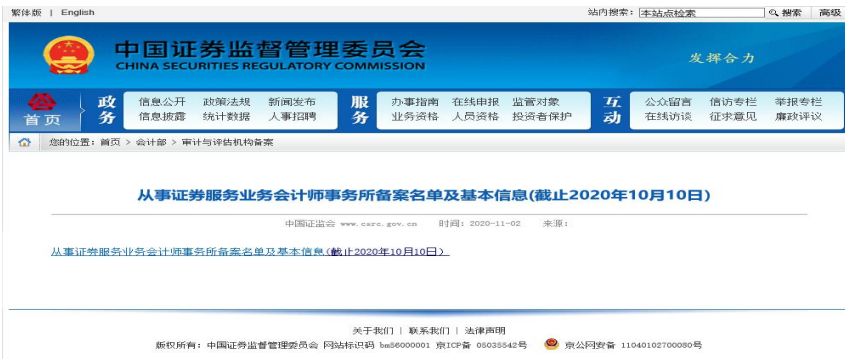 繁体版 | English 站内搜索: 本站点检索 搜索 高级
中国证券监督管理委员会
CHINA SECURITIES REGULATORY COMMISSION
发挥合力
首页
政务
信息公开 政策法规 新闻发布
信息披露 统计数据 人事招聘
服务
办事指南 在线申报 监管对象
业务资格 人员资格 投资者保护
互动
公众留言 信访专栏 举报专栏
在线访谈 征求意见 廉政评议
您的位置: 首页 > 会计部 > 审计与评估机构备案
从事证券服务业务会计师事务所备案名单及基本信息(截止2020年10月10日)
中国证监会 www.csrc.gov.cn 时间: 2020-11-02 来源:
从事证券服务业务会计师事务所备案名单及基本信息(截止2020年10月10日)
关于我们 | 联系我们 | 法律声明
版权所有: 中国证券监督管理委员会 网站标识码 bm56000001 京ICP备 05035542号 京公网安备 11040102700080号